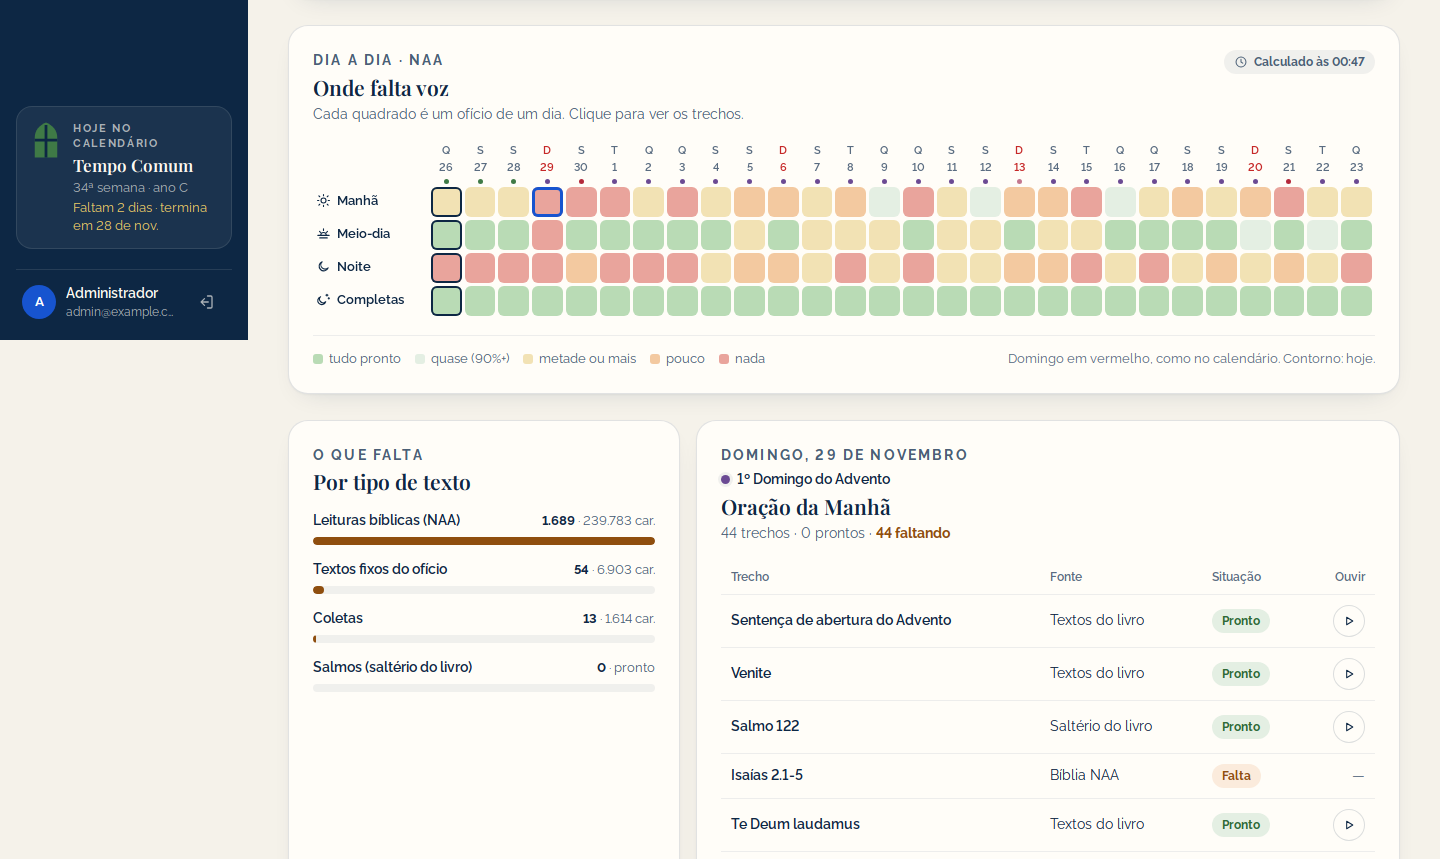 HOJE NO
CALENDÁRIO
Tempo Comum
34ª semana · ano C
Faltam 2 dias · termina
em 28 de nov.
A
Administrador
admin@example.c...
DIA A DIA · NAA
Calculado às 00:47
Onde falta voz
Cada quadrado é um ofício de um dia. Clique para ver os trechos.
Q S S D S T Q Q S S D S T Q Q S S D S T Q Q S S D S T Q
26 27 28 29 30 1 2 3 4 5 6 7 8 9 10 11 12 13 14 15 16 17 18 19 20 21 22 23
Manhã
Meio-dia
Noite
Completas
tudo pronto quase (90%+) metade ou mais pouco nada
Domingo em vermelho, como no calendário. Contorno: hoje.
O QUE FALTA
Por tipo de texto
Leituras bíblicas (NAA) 1.689 · 239.783 car.
Textos fixos do ofício 54 · 6.903 car.
Coletas 13 · 1.614 car.
Salmos (saltério do livro) 0 · pronto
DOMINGO, 29 DE NOVEMBRO
1º Domingo do Advento
Oração da Manhã
44 trechos · 0 prontos · 44 faltando
Trecho Fonte Situação Ouvir
Sentença de abertura do Advento Textos do livro Pronto
Venite Textos do livro Pronto
Salmo 122 Saltério do livro Pronto
Isaías 2.1-5 Bíblia NAA Falta —
Te Deum laudamus Textos do livro Pronto